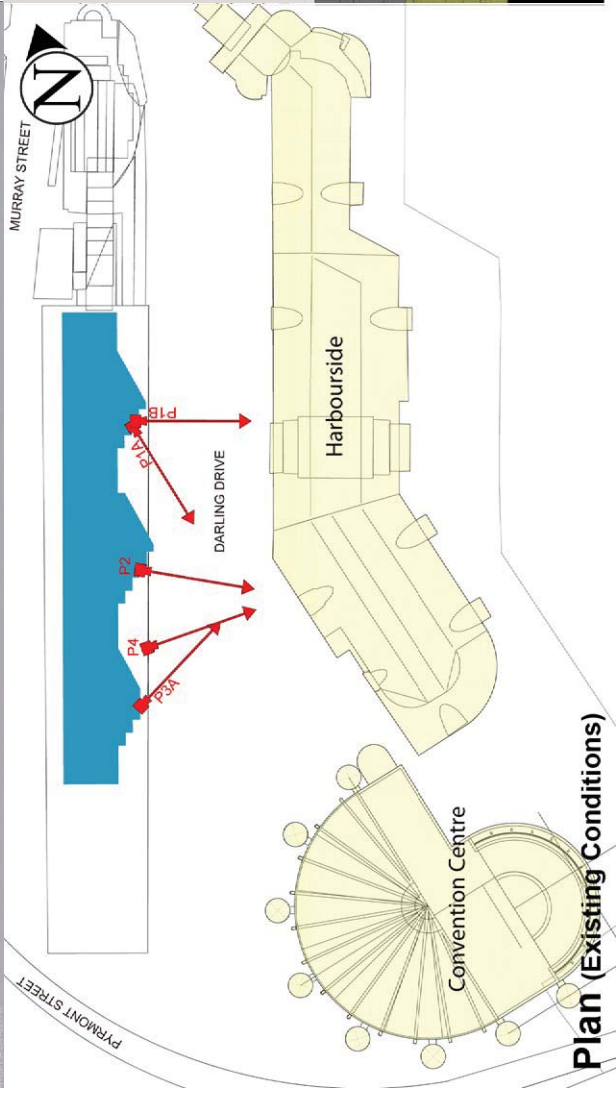 N
MURRAY STREET
P1B
P1A
DARLING DRIVE
P2
P4
P3A
Harbourside
Convention Centre
PYRMONT STREET
Plan (Existing Conditions)